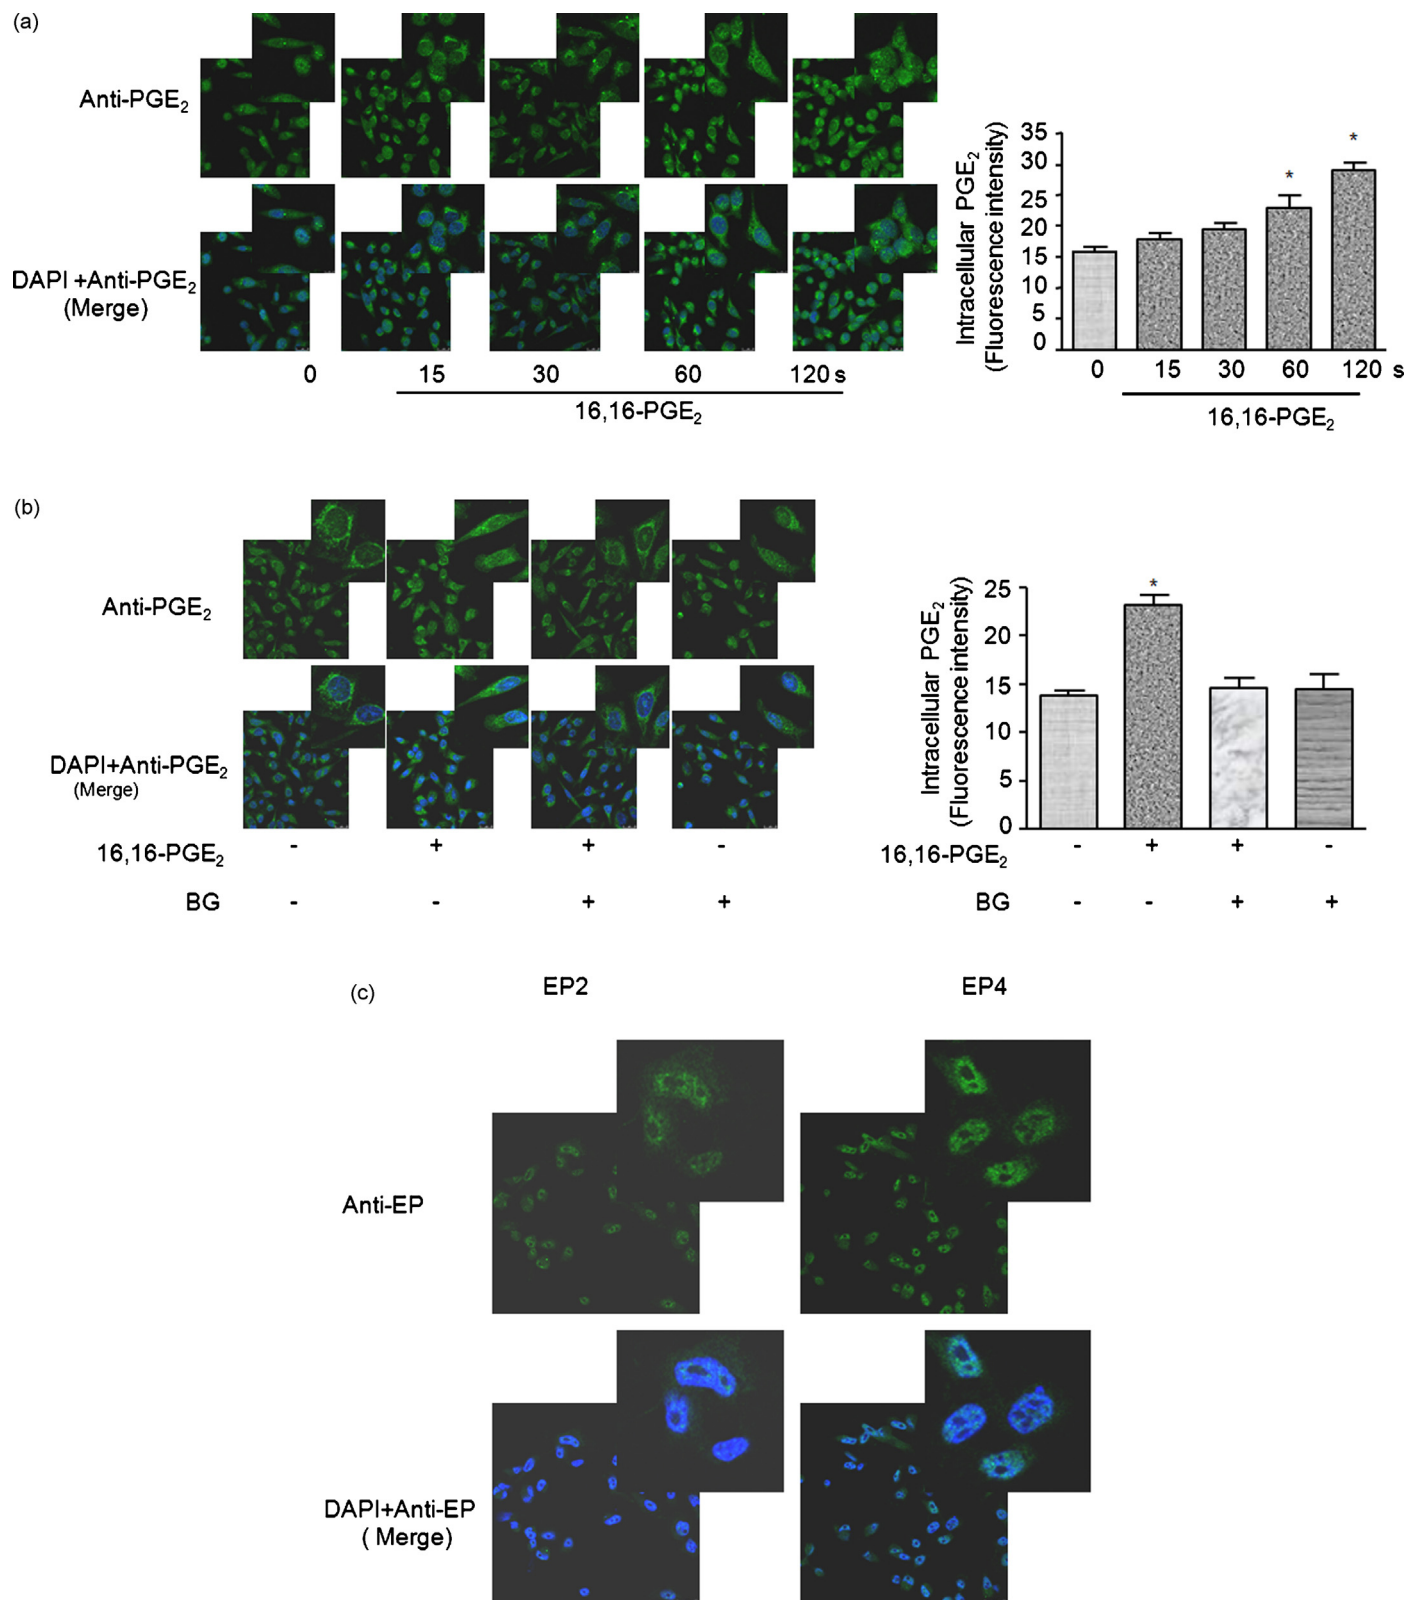 (a)
Anti-PGE2
DAPI +Anti-PGE2
(Merge)
0 15 30 60 120 s
16,16-PGE2
Intracellular PGE2
(Fluorescence intensity)
35
30
25
20
15
10
5
0
*
*
0 15 30 60 120 s
16,16-PGE2
(b)
Anti-PGE2
DAPI+Anti-PGE2
(Merge)
16,16-PGE2 - + + -
BG - - + +
Intracellular PGE2
(Fluorescence intensity)
25
20
15
10
5
0
*
16,16-PGE2 - + + -
BG - - + +
(c)
EP2 EP4
Anti-EP
DAPI+Anti-EP
( Merge)